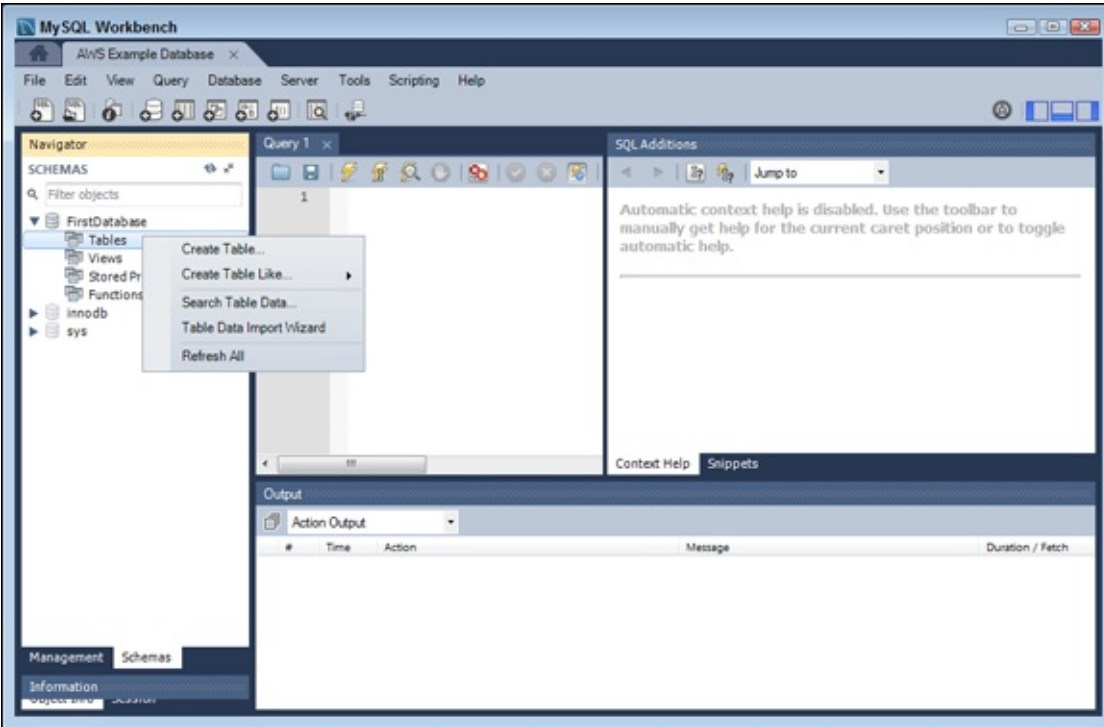 MySQL Workbench
AWS Example Database
File Edit View Query Database Server Tools Scripting Help
Navigator
SCHEMAS
Filter objects
FirstDatabase
Tables
Views
Stored Pr
Functions
innodb
sys
Create Table...
Create Table Like...
Search Table Data...
Table Data Import Wizard
Refresh All
Management Schemas
Information
Query 1
1
SQL Additions
Jump to
Automatic context help is disabled. Use the toolbar to
manually get help for the current caret position or to toggle
automatic help.
Context Help Snippets
Output
Action Output
# Time Action Message Duration / Fetch